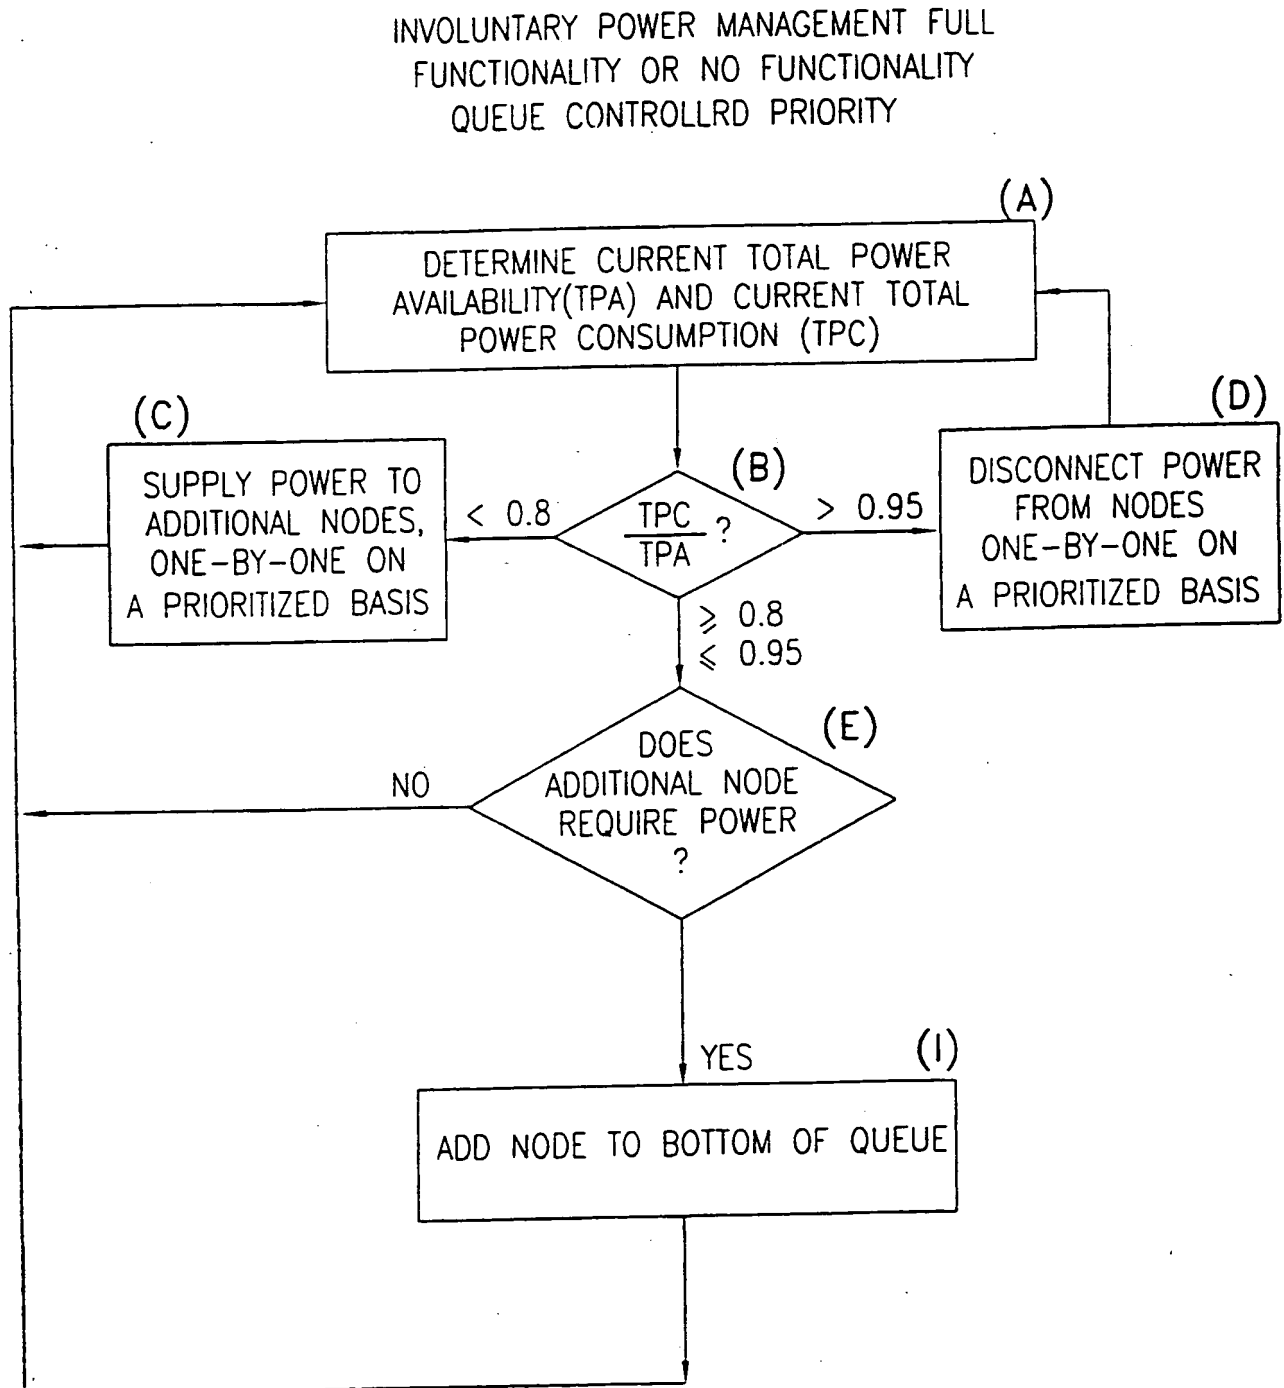 INVOLUNTARY POWER MANAGEMENT FULL
FUNCTIONALITY OR NO FUNCTIONALITY
QUEUE CONTROLLRD PRIORITY
(A)
DETERMINE CURRENT TOTAL POWER
AVAILABILITY(TPA) AND CURRENT TOTAL
POWER CONSUMPTION (TPC)
(C)
SUPPLY POWER TO
ADDITIONAL NODES,
ONE-BY-ONE ON
A PRIORITIZED BASIS
< 0.8
(B)
TPC
TPA
?
> 0.95
(D)
DISCONNECT POWER
FROM NODES
ONE-BY-ONE ON
A PRIORITIZED BASIS
⩾ 0.8
⩽ 0.95
(E)
DOES
ADDITIONAL NODE
REQUIRE POWER
?
NO
YES
(I)
ADD NODE TO BOTTOM OF QUEUE